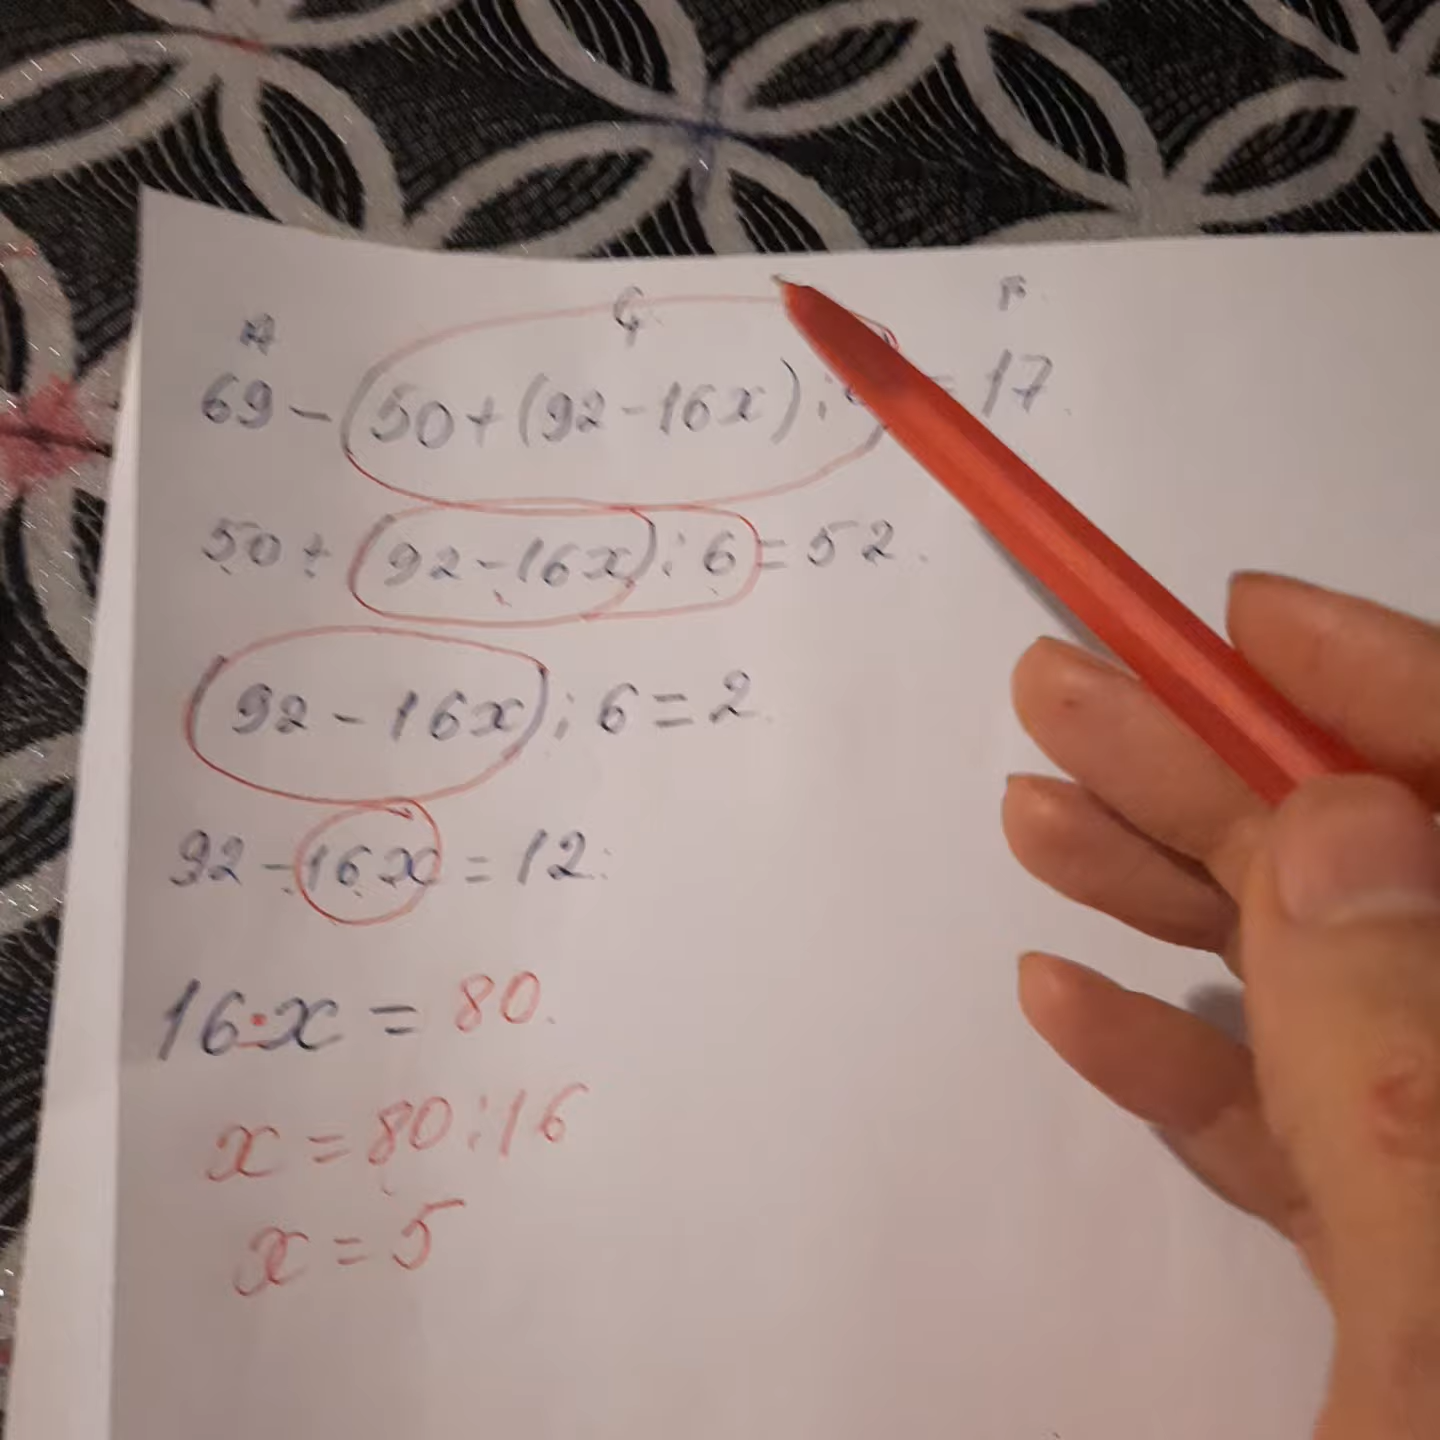 A Ç F
69 - (50 + (92 - 16x) : = 17
50 + (92 - 16x) : 6 = 52
(92 - 16x) : 6 = 2
92 - 16x = 12
16·x = 80
x = 80 : 16
x = 5